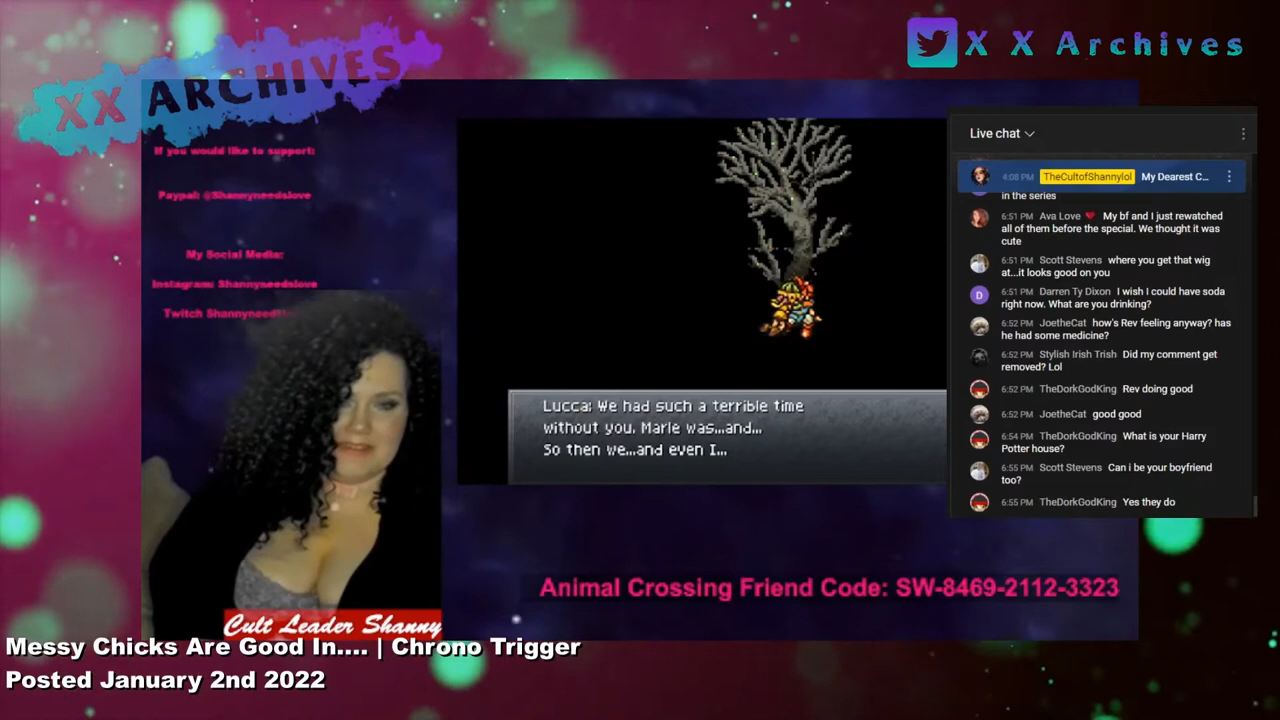 XX ARCHIVES
X X Archives
If you would like to support:
Paypal: @Shannyneedslove
My Social Media:
Instagram: Shannyneedslove
Twitch
Live chat
4:08 PM TheCultofShannylol My Dearest C...
in the series
6:51 PM Ava Love My bf and I just rewatched
all of them before the special. We thought it was
cute
6:51 PM Scott Stevens where you get that wig
at...it looks good on you
D
6:51 PM Darren Ty Dixon I wish I could have soda
right now. What are you drinking?
6:52 PM JoetheCat how's Rev feeling anyway? has
he had some medicine?
6:52 PM Stylish Irish Trish Did my comment get
removed? Lol
6:52 PM TheDorkGodKing Rev doing good
6:52 PM JoetheCat good good
6:54 PM TheDorkGodKing What is your Harry
Potter house?
6:55 PM Scott Stevens Can i be your boyfriend
too?
6:55 PM TheDorkGodKing Yes they do
Lucca: We had such a terrible time
without you. Marle was...and...
So then we...and even I...
Animal Crossing Friend Code: SW-8469-2112-3323
Cult Leader Shanny
Messy Chicks Are Good In.... | Chrono Trigger
Posted January 2nd 2022